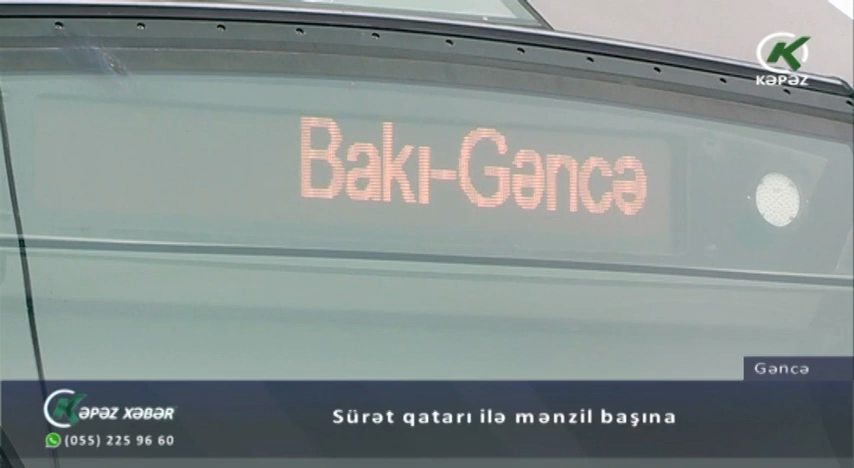 KƏPƏZ
Bakı-Gəncə
Gəncə
KƏPƏZ XƏBƏR
Sürət qatarı ilə mənzil başına
(055) 225 96 60